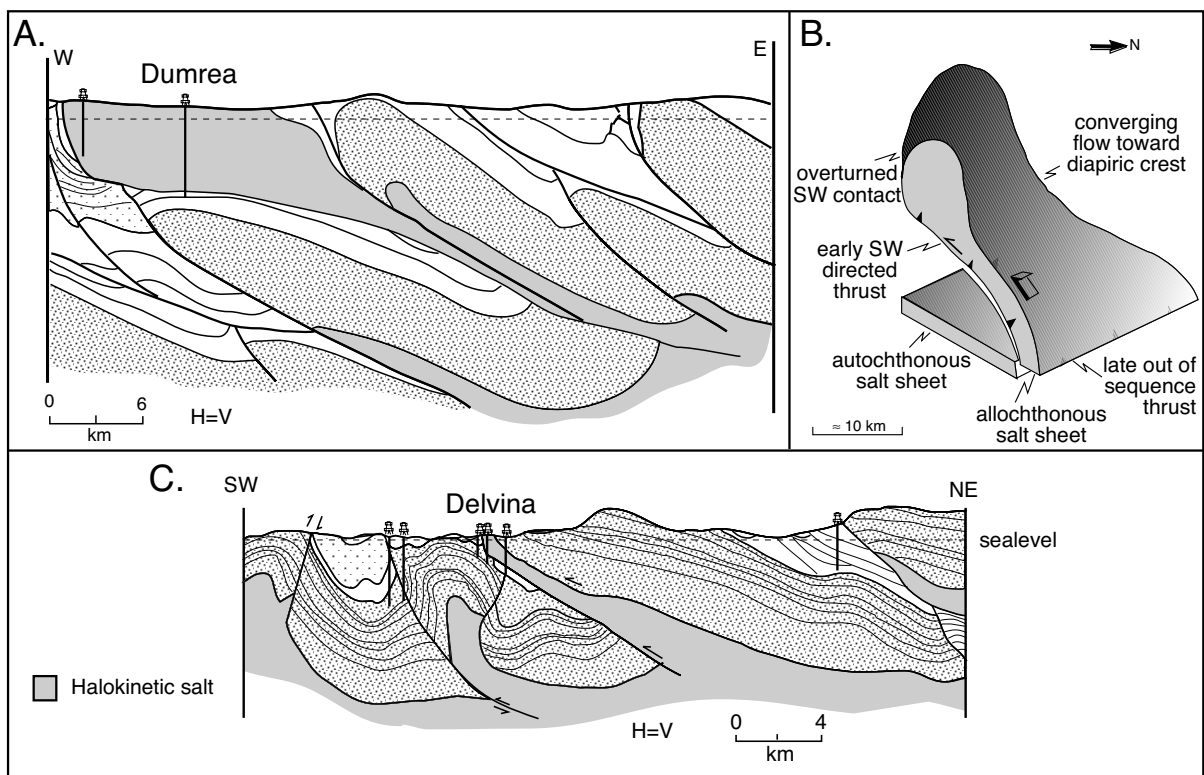 A.
W
E
Dumrea
0
6
km
H=V
B.
N
converging
flow toward
diapiric crest
overturned
SW contact
early SW
directed
thrust
autochthonous
salt sheet
late out of
sequence
thrust
allochthonous
salt sheet
≈ 10 km
C.
SW
NE
Delvina
sealevel
Halokinetic salt
H=V
0
4
km